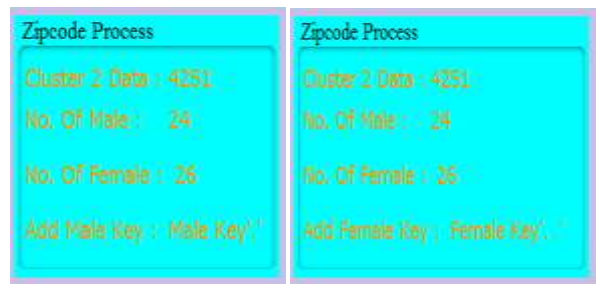 Zipcode Process
Cluster 2 Data : 4251
No. Of Male : 24
No. Of Female : 26
Add Male Key : Male Key'.'
Zipcode Process
Cluster 2 Data : 4251
No. Of Male : 24
No. Of Female : 26
Add Female Key : Female Key'. '